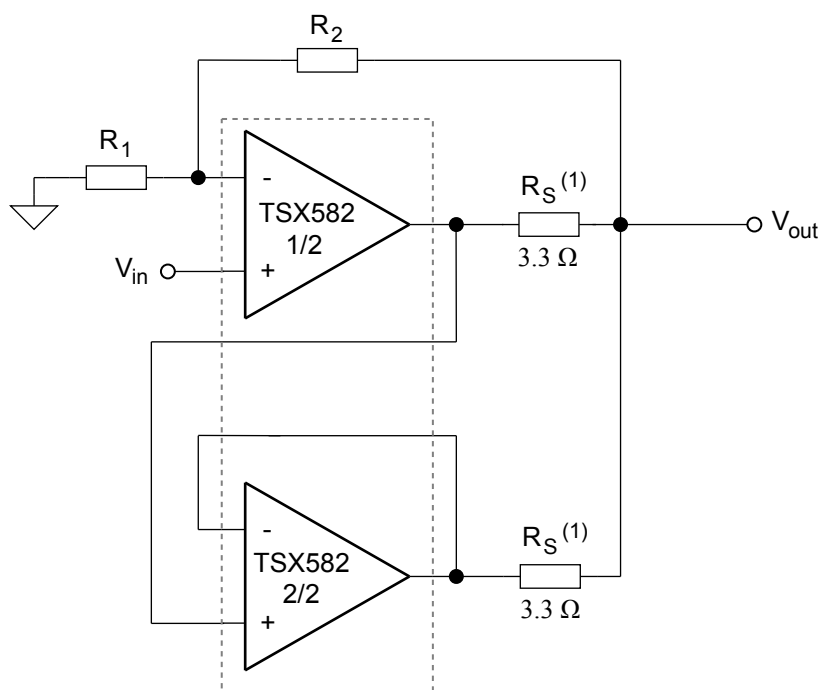 R2
R1
-
TSX582
1/2
+
Vin
RS(1)
3.3 Ω
Vout
-
TSX582
2/2
+
RS(1)
3.3 Ω